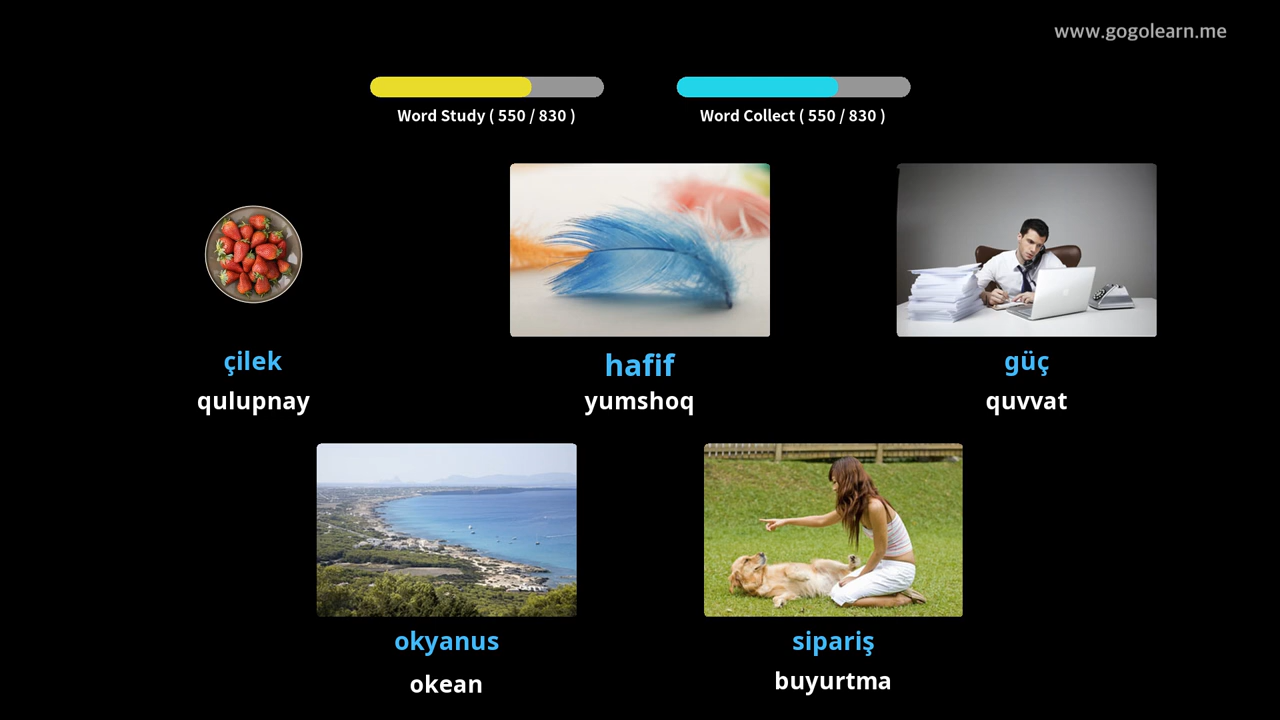 www.gogolearn.me
Word Study ( 550 / 830 )
Word Collect ( 550 / 830 )
çilek
qulupnay
hafif
yumshoq
güç
quvvat
okyanus
okean
sipariş
buyurtma